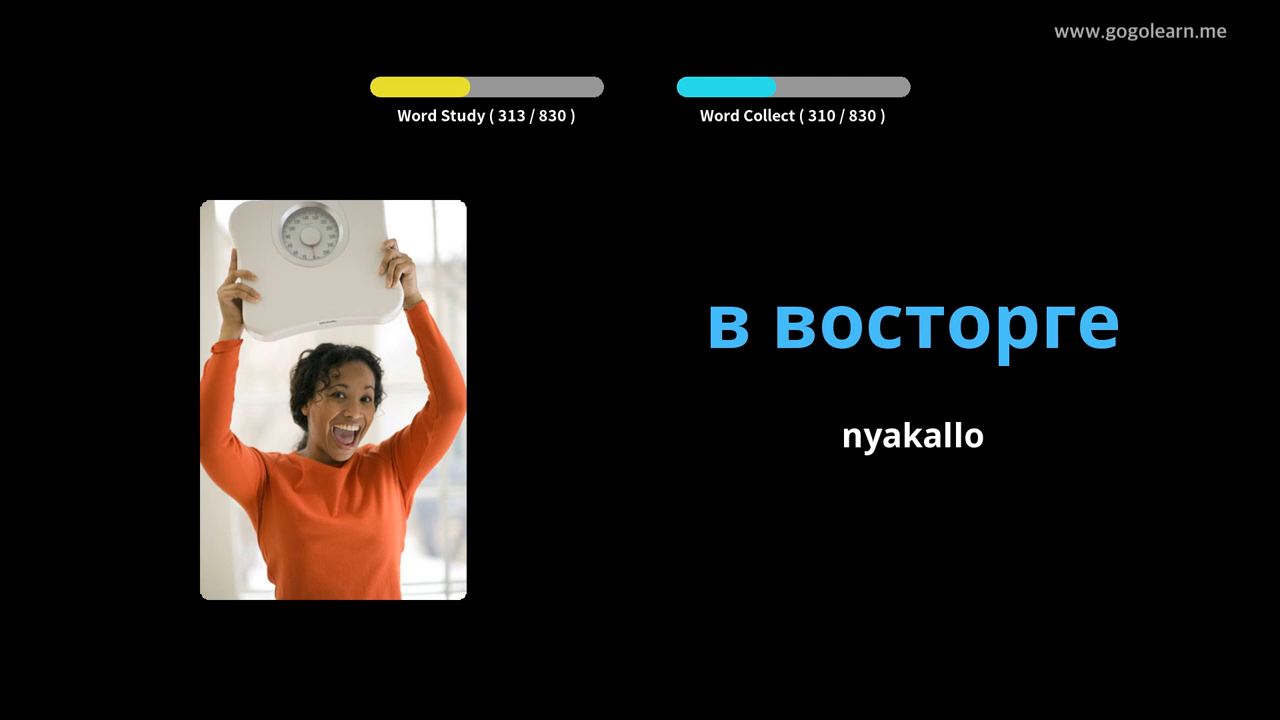 www.gogolearn.me
Word Study ( 313 / 830 )
Word Collect ( 310 / 830 )
в восторге
nyakallo